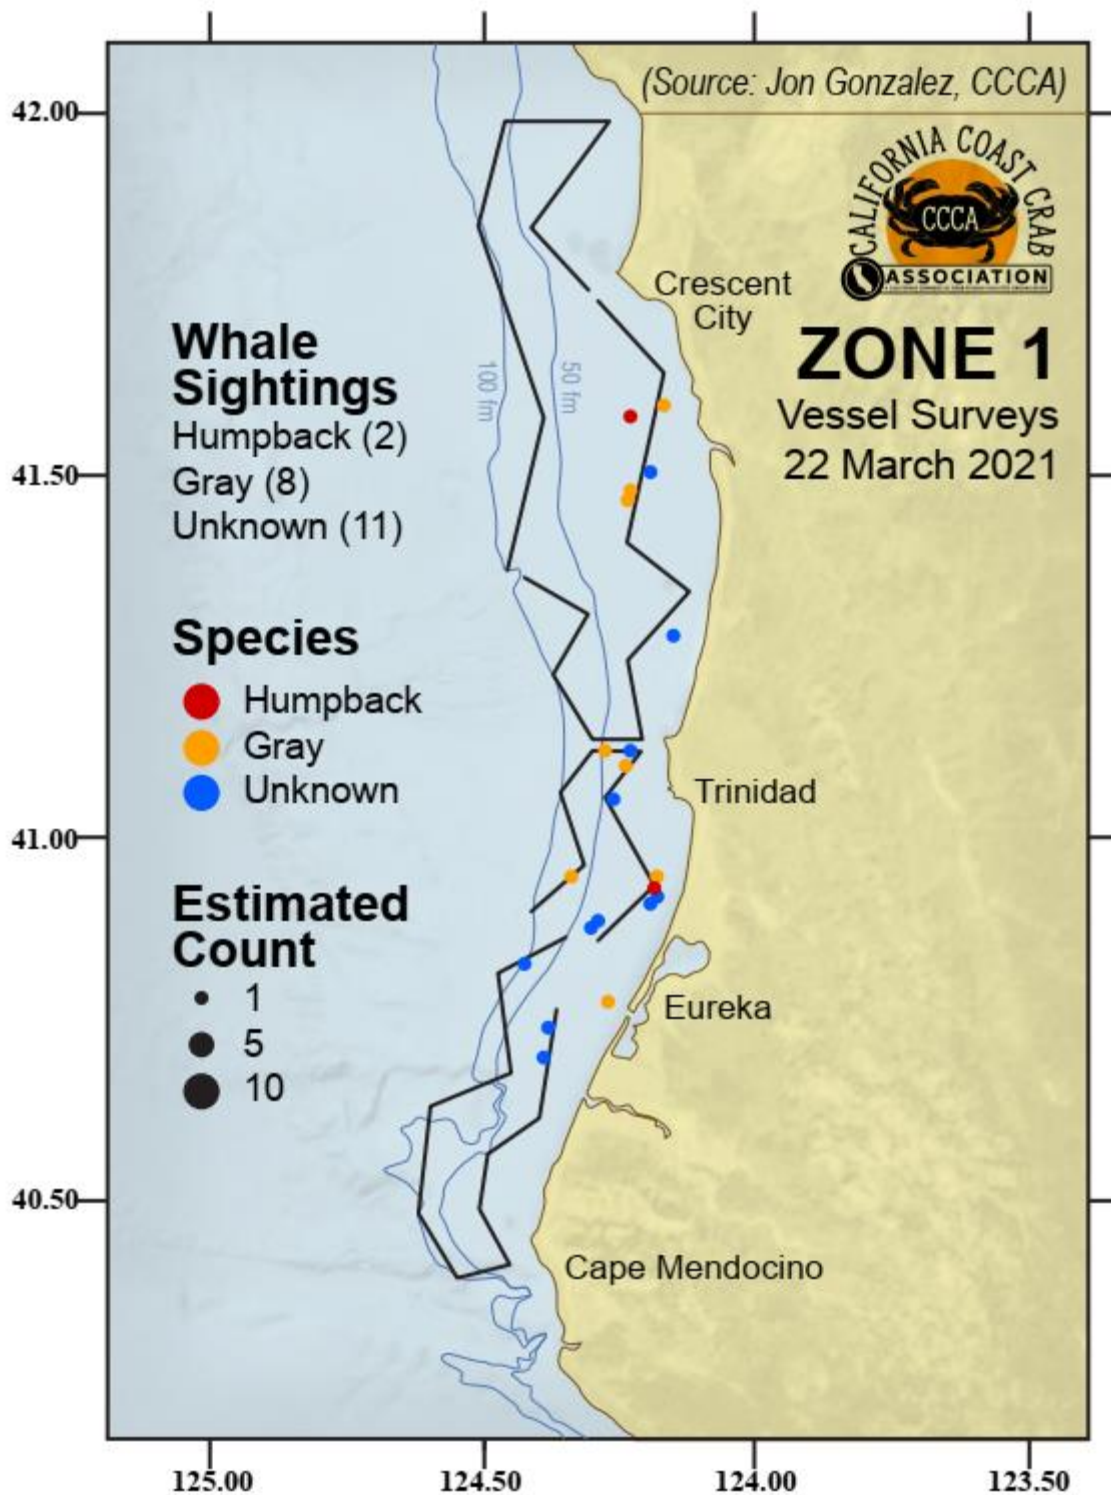 (Source: Jon Gonzalez, CCCA)
42.00
CALIFORNIA COAST CRAB
CCCA
ASSOCIATION
Crescent
City
ZONE 1
Vessel Surveys
22 March 2021
Whale
Sightings
Humpback (2)
Gray (8)
Unknown (11)
100 fm
50 fm
41.50
Species
Humpback
Gray
Unknown
Trinidad
41.00
Estimated
Count
1
5
10
Eureka
40.50
Cape Mendocino
125.00
124.50
124.00
123.50